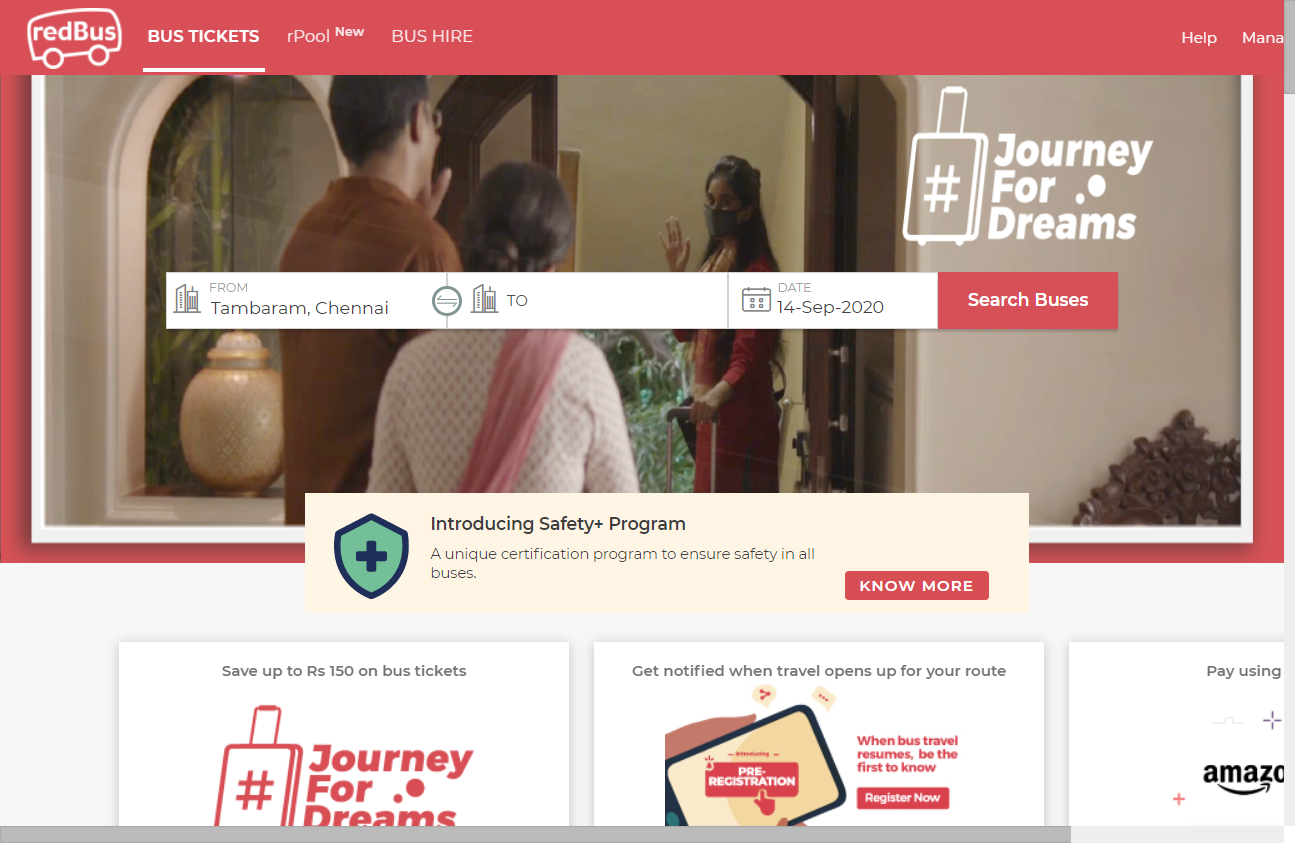 redBus
BUS TICKETS
rPool New
BUS HIRE
Help
Mana
#
Journey
For
Dreams
FROM
Tambaram, Chennai
TO
DATE
14-Sep-2020
Search Buses
Introducing Safety+ Program
A unique certification program to ensure safety in all
buses.
KNOW MORE
Save up to Rs 150 on bus tickets
#
Journey
For
Dreams
Get notified when travel opens up for your route
Introducing
PRE-
REGISTRATION
When bus travel
resumes, be the
first to know
Register Now
Pay using
amazo